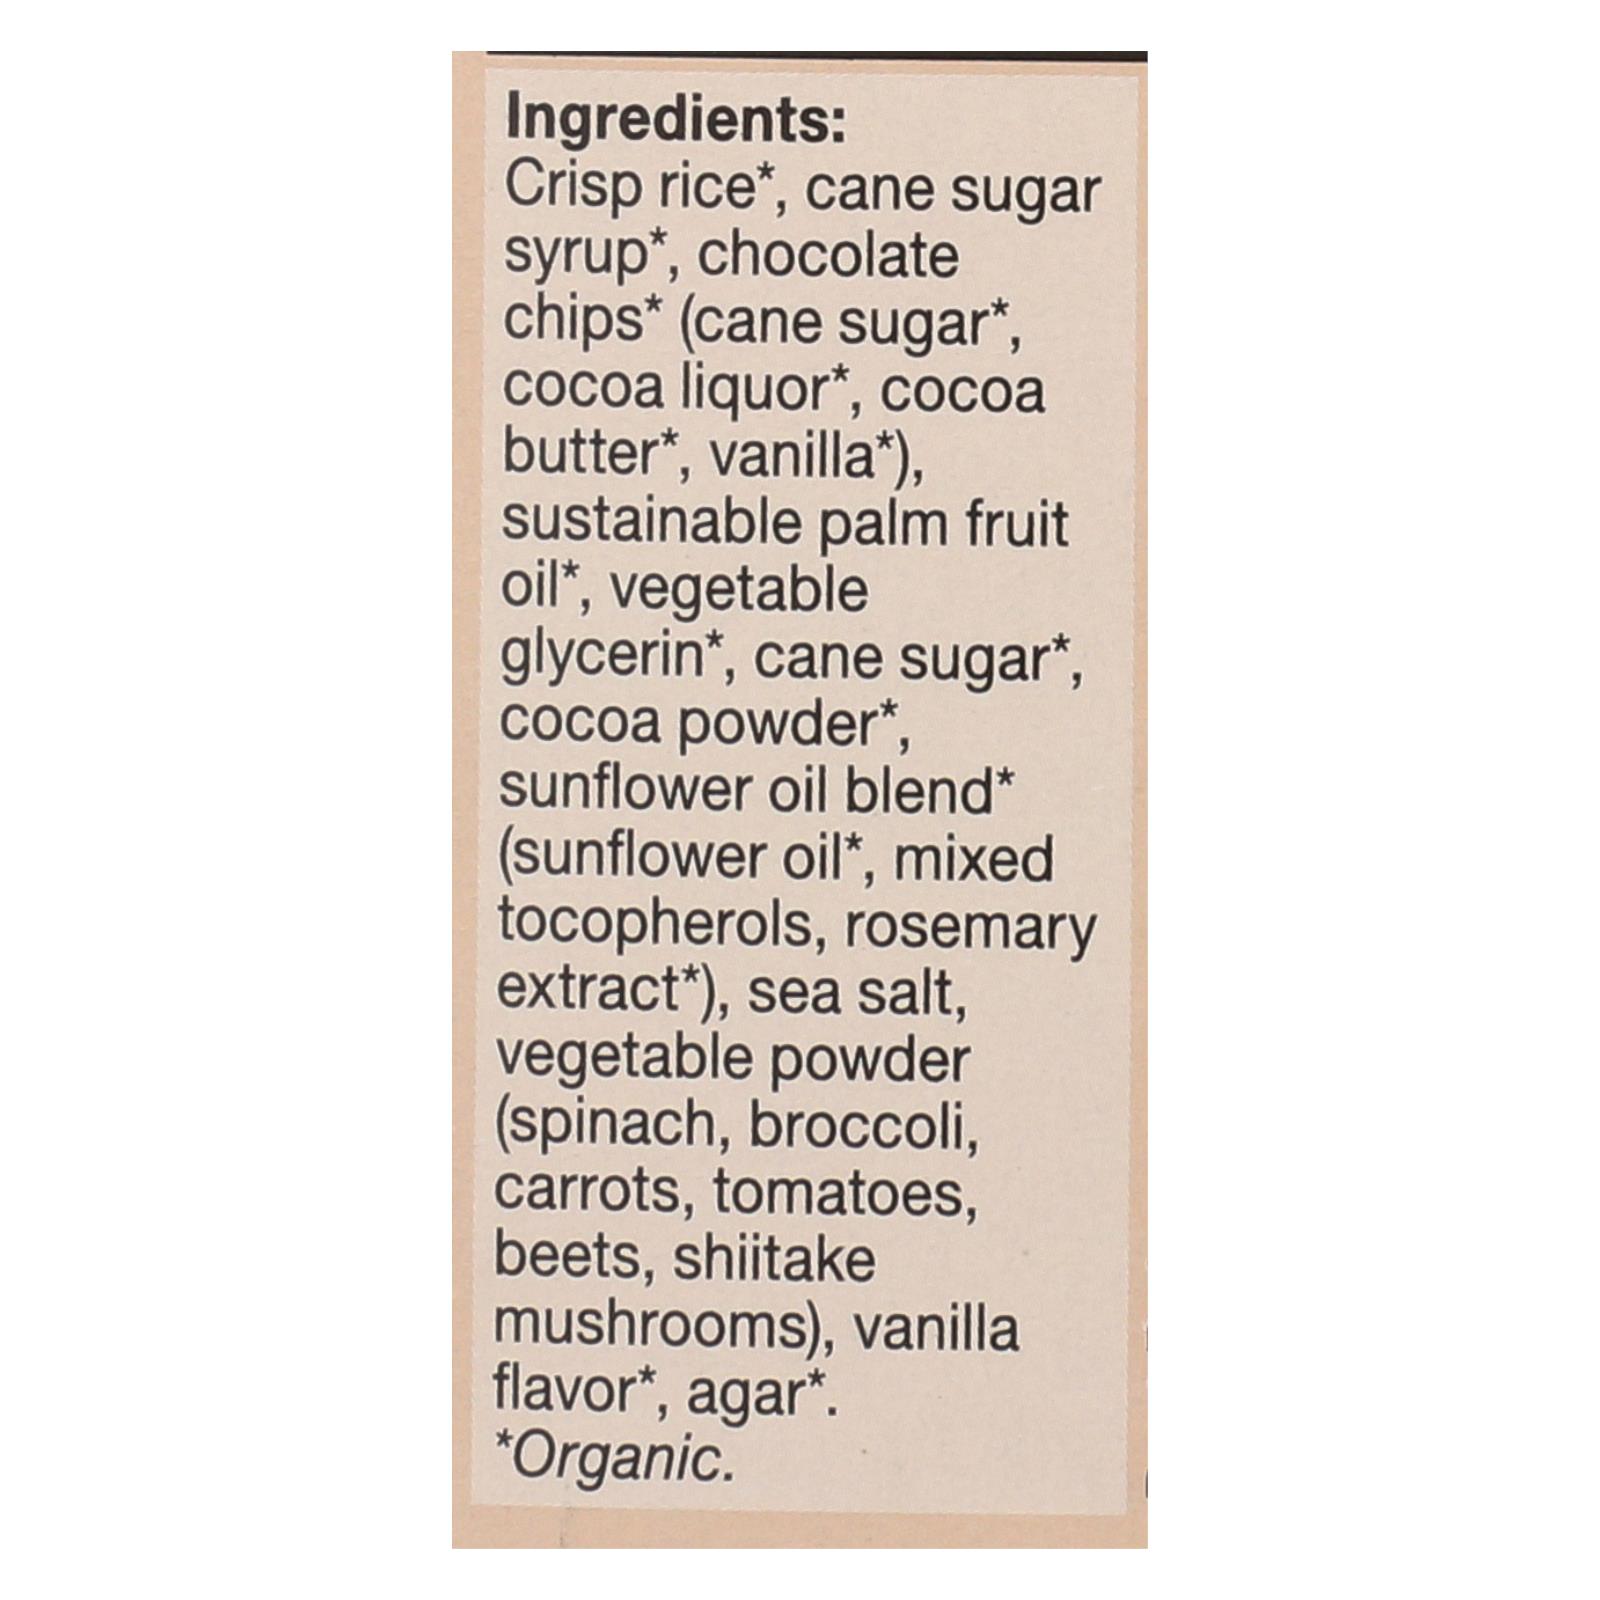 Ingredients:
Crisp rice*, cane sugar
syrup*, chocolate
chips* (cane sugar*,
cocoa liquor*, cocoa
butter*, vanilla*),
sustainable palm fruit
oil*, vegetable
glycerin*, cane sugar*,
cocoa powder*,
sunflower oil blend*
(sunflower oil*, mixed
tocopherols, rosemary
extract*), sea salt,
vegetable powder
(spinach, broccoli,
carrots, tomatoes,
beets, shiitake
mushrooms), vanilla
flavor*, agar*.
*Organic.